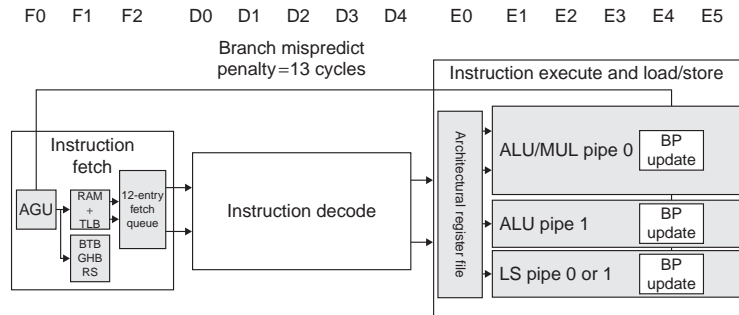 F0 F1 F2 D0 D1 D2 D3 D4 E0 E1 E2 E3 E4 E5
Branch mispredict
penalty=13 cycles
Instruction execute and load/store
Instruction
fetch
AGU
RAM
+
TLB
BTB
GHB
RS
12-entry
fetch
queue
Instruction decode
Architectural register file
ALU/MUL pipe 0
BP
update
ALU pipe 1
BP
update
LS pipe 0 or 1
BP
update